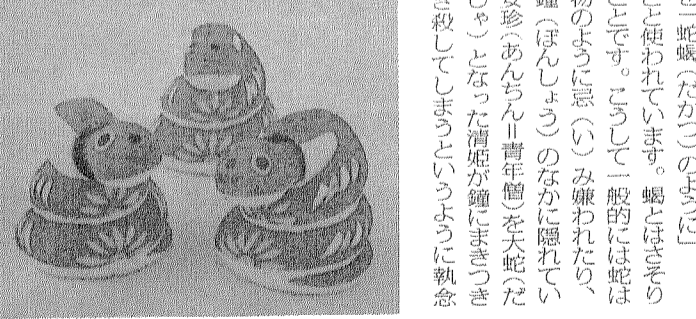 「蛇蝎（だかつ）のように」
と使われています。蝎とはさそり
ことです。こうして一般的には蛇は
物のように忌（い）み嫌われたり、
鐘（ぼんしょう）のなかに隠れてい
安珍（あんちん＝青年僧）を大蛇（だ
じゃ）となった清姫が鐘にまきつき
き殺してしまうというように執念